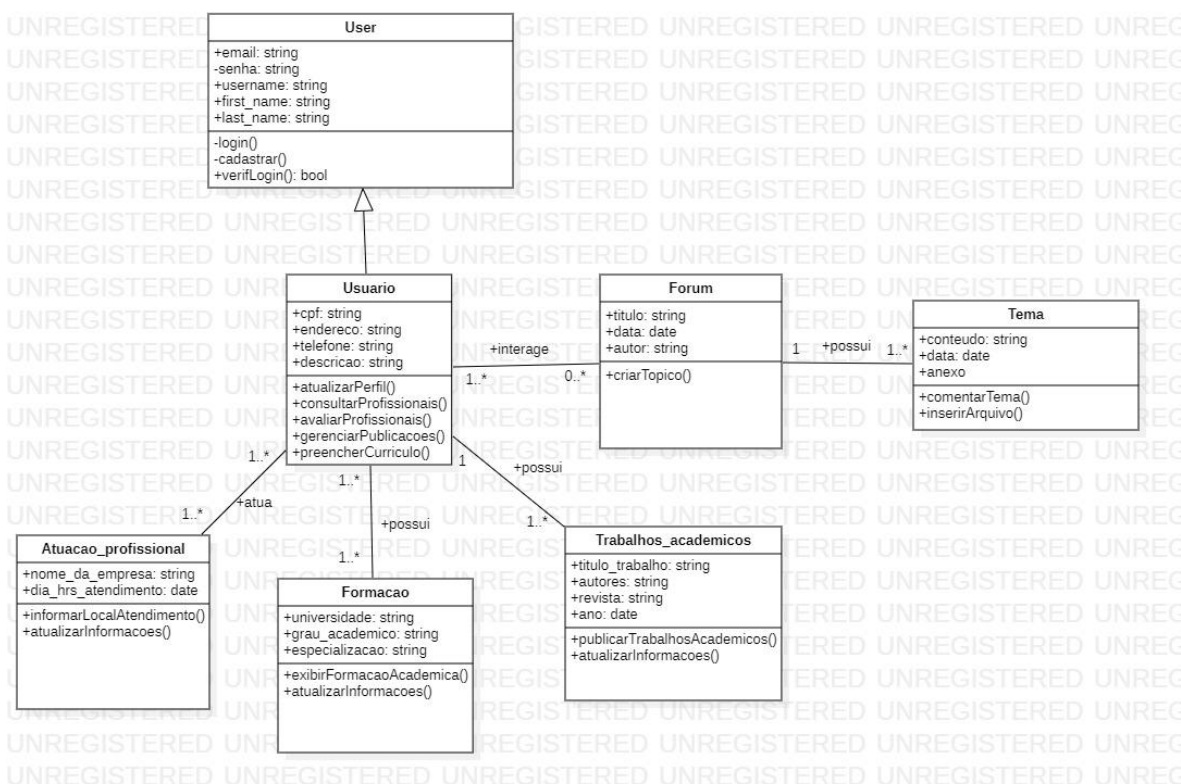 User
+email: string
-senha: string
+username: string
+first_name: string
+last_name: string
-login()
-cadastrar()
+verifLogin(): bool
Usuario
+cpf: string
+endereco: string
+telefone: string
+descricao: string
+atualizarPerfil()
+consultarProfissionais()
+avaliarProfissionais()
+gerenciarPublicacoes()
+preencherCurriculo()
+interage
1..*
0..*
Forum
+titulo: string
+data: date
+autor: string
+criarTopico()
1
+possui
1..*
Tema
+conteudo: string
+data: date
+anexo
+comentarTema()
+inserirArquivo()
1..*
+atua
1..*
1..*
+possui
1..*
1
+possui
1..*
Atuacao_profissional
+nome_da_empresa: string
+dia_hrs_atendimento: date
+informarLocalAtendimento()
+atualizarInformacoes()
Formacao
+universidade: string
+grau_academico: string
+especializacao: string
+exibirFormacaoAcademica()
+atualizarInformacoes()
Trabalhos_academicos
+titulo_trabalho: string
+autores: string
+revista: string
+ano: date
+publicarTrabalhosAcademicos()
+atualizarInformacoes()
UNREGISTERED